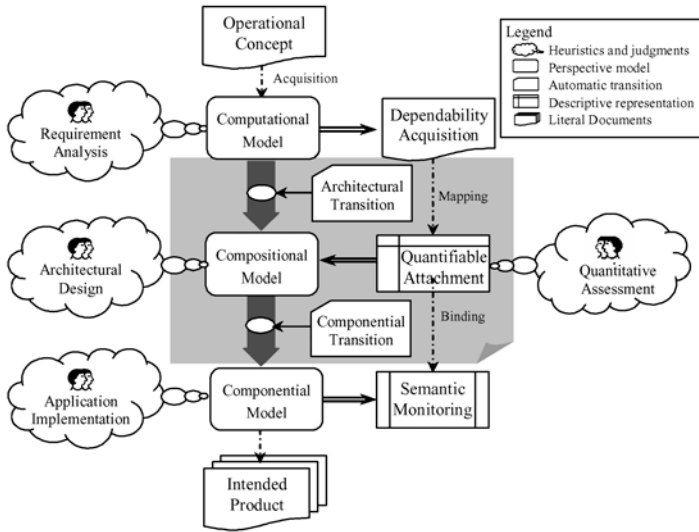 Operational
Concept
Acquisition
Legend
Heuristics and judgments
Perspective model
Automatic transition
Descriptive representation
Literal Documents
Requirement
Analysis
Computational
Model
Dependability
Acquisition
Architectural
Transition
Mapping
Architectural
Design
Compositional
Model
Quantifiable
Attachment
Quantitative
Assessment
Componential
Transition
Binding
Application
Implementation
Componential
Model
Semantic
Monitoring
Intended
Product